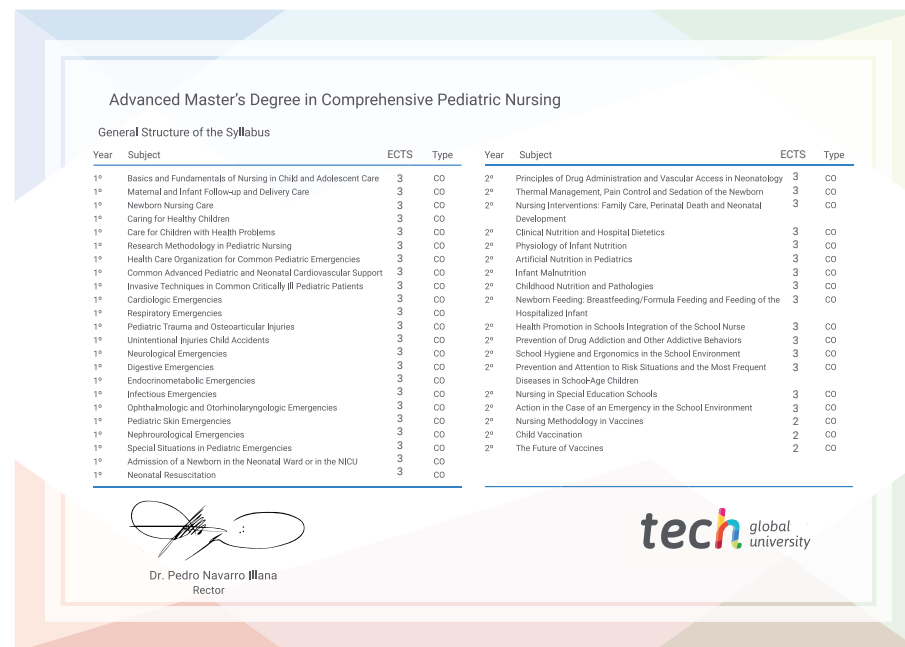 Advanced Master's Degree in Comprehensive Pediatric Nursing
General Structure of the Syllabus
Year Subject ECTS Type
1º Basics and Fundamentals of Nursing in Child and Adolescent Care 3 CO
1º Maternal and Infant Follow-up and Delivery Care 3 CO
1º Newborn Nursing Care 3 CO
1º Caring for Healthy Children 3 CO
1º Care for Children with Health Problems 3 CO
1º Research Methodology in Pediatric Nursing 3 CO
1º Health Care Organization for Common Pediatric Emergencies 3 CO
1º Common Advanced Pediatric and Neonatal Cardiovascular Support 3 CO
1º Invasive Techniques in Common Critically Ill Pediatric Patients 3 CO
1º Cardiologic Emergencies 3 CO
1º Respiratory Emergencies 3 CO
1º Pediatric Trauma and Osteoarticular Injuries 3 CO
1º Unintentional Injuries Child Accidents 3 CO
1º Neurological Emergencies 3 CO
1º Digestive Emergencies 3 CO
1º Endocrinometabolic Emergencies 3 CO
1º Infectious Emergencies 3 CO
1º Ophthalmologic and Otorhinolaryngologic Emergencies 3 CO
1º Pediatric Skin Emergencies 3 CO
1º Nephrourological Emergencies 3 CO
1º Special Situations in Pediatric Emergencies 3 CO
1º Admission of a Newborn in the Neonatal Ward or in the NICU 3 CO
1º Neonatal Resuscitation 3 CO
Year Subject ECTS Type
2º Principles of Drug Administration and Vascular Access in Neonatology 3 CO
2º Thermal Management, Pain Control and Sedation of the Newborn 3 CO
2º Nursing Interventions: Family Care, Perinatal Death and Neonatal 3 CO
Development
2º Clinical Nutrition and Hospital Dietetics 3 CO
2º Physiology of Infant Nutrition 3 CO
2º Artificial Nutrition in Pediatrics 3 CO
2º Infant Malnutrition 3 CO
2º Childhood Nutrition and Pathologies 3 CO
2º Newborn Feeding: Breastfeeding/Formula Feeding and Feeding of the 3 CO
Hospitalized Infant
2º Health Promotion in Schools Integration of the School Nurse 3 CO
2º Prevention of Drug Addiction and Other Addictive Behaviors 3 CO
2º School Hygiene and Ergonomics in the School Environment 3 CO
2º Prevention and Attention to Risk Situations and the Most Frequent 3 CO
Diseases in School-Age Children
2º Nursing in Special Education Schools 3 CO
2º Action in the Case of an Emergency in the School Environment 3 CO
2º Nursing Methodology in Vaccines 2 CO
2º Child Vaccination 2 CO
2º The Future of Vaccines 2 CO
Dr. Pedro Navarro Illana
Rector
tech global
university